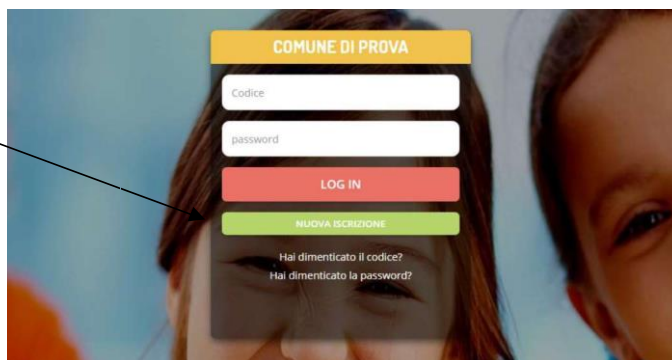 COMUNE DI PROVA
Codice
password
LOG IN
NUOVA ISCRIZIONE
Hai dimenticato il codice?
Hai dimenticato la password?